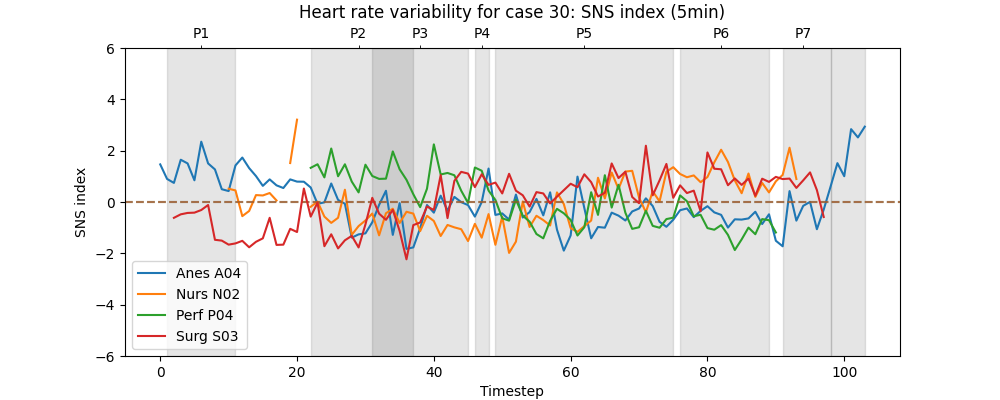 Heart rate variability for case 30: SNS index (5min)
P1 P2 P3 P4 P5 P6 P7
6
4
2
0
−2
−4
−6
SNS index
Anes A04
Nurs N02
Perf P04
Surg S03
0 20 40 60 80 100
Timestep